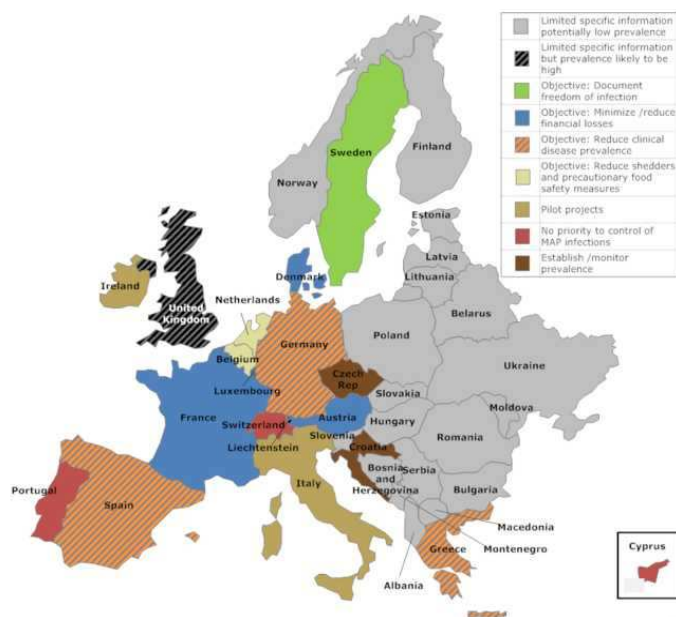 Limited specific information
potentially low prevalence
Limited specific information
but prevalence likely to be
high
Objective: Document
freedom of infection
Objective: Minimize /reduce
financial losses
Objective: Reduce clinical
disease prevalence
Objective: Reduce shedders
and precautionary food
safety measures
Pilot projects
No priority to control of
MAP infections
Establish /monitor
prevalence
Sweden
Finland
Norway
Estonia
Latvia
Lithuania
Denmark
Ireland
United
Kingdom
Netherlands
Belarus
Poland
Germany
Belgium
Czech
Rep
Ukraine
Luxembourg
Slovakia
Moldova
France
Switzerland
Austria
Hungary
Slovenia
Romania
Liechtenstein
Croatia
Bosnia
and
Herzegovina
Serbia
Italy
Bulgaria
Portugal
Spain
Macedonia
Greece
Montenegro
Albania
Cyprus